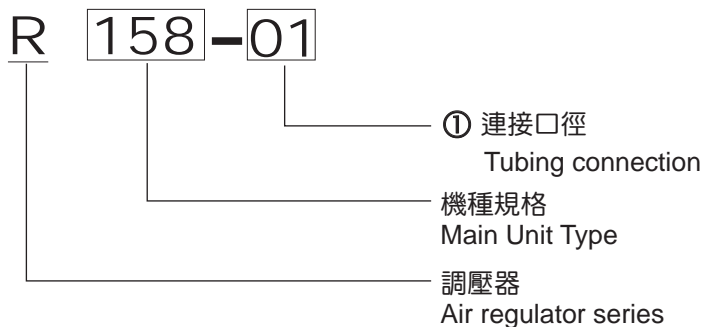 R 158-01
① 連接口徑
Tubing connection
機種規格
Main Unit Type
調壓器
Air regulator series